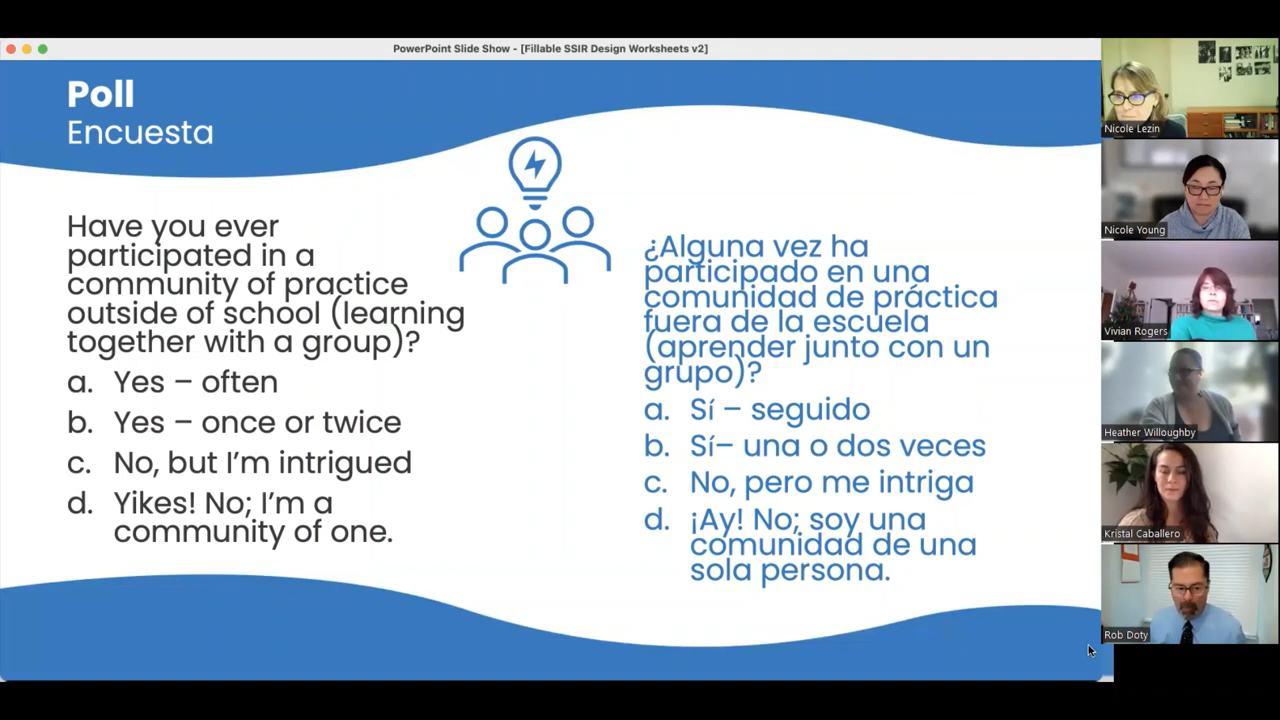 PowerPoint Slide Show - [Fillable SSIR Design Worksheets v2]
Poll
Encuesta
Have you ever
participated in a
community of practice
outside of school (learning
together with a group)?
a. Yes – often
b. Yes – once or twice
c. No, but I’m intrigued
d. Yikes! No; I’m a
community of one.
¿Alguna vez ha
participado en una
comunidad de práctica
fuera de la escuela
(aprender junto con un
grupo)?
a. Sí – seguido
b. Sí– una o dos veces
c. No, pero me intriga
d. ¡Ay! No; soy una
comunidad de una
sola persona.
Nicole Lezin
Nicole Young
Vivian Rogers
Heather Willoughby
Kristal Caballero
Rob Doty